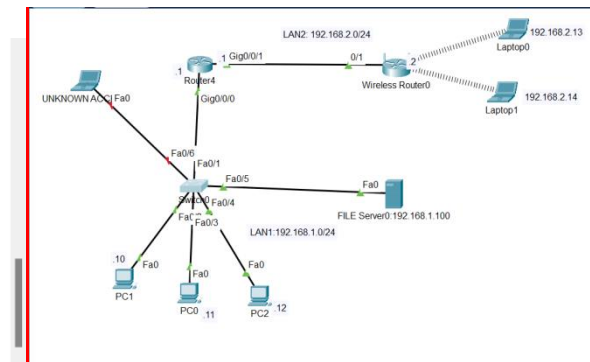 LAN2: 192.168.2.0/24
192.168.2.13
Laptop0
.1 Gig0/0/1
0/1
.2
.1
Router4
Wireless Router0
Gig0/0/0
192.168.2.14
Laptop1
UNKNOWN ACC
Fa0
Fa0/6
Fa0/1
Fa0/5
Fa0
Switch0
Fa0/4
FILE Server0:192.168.1.100
Fa0/3
LAN1:192.168.1.0/24
.10
Fa0
Fa0
Fa0
PC1
PC0
.11
PC2
.12